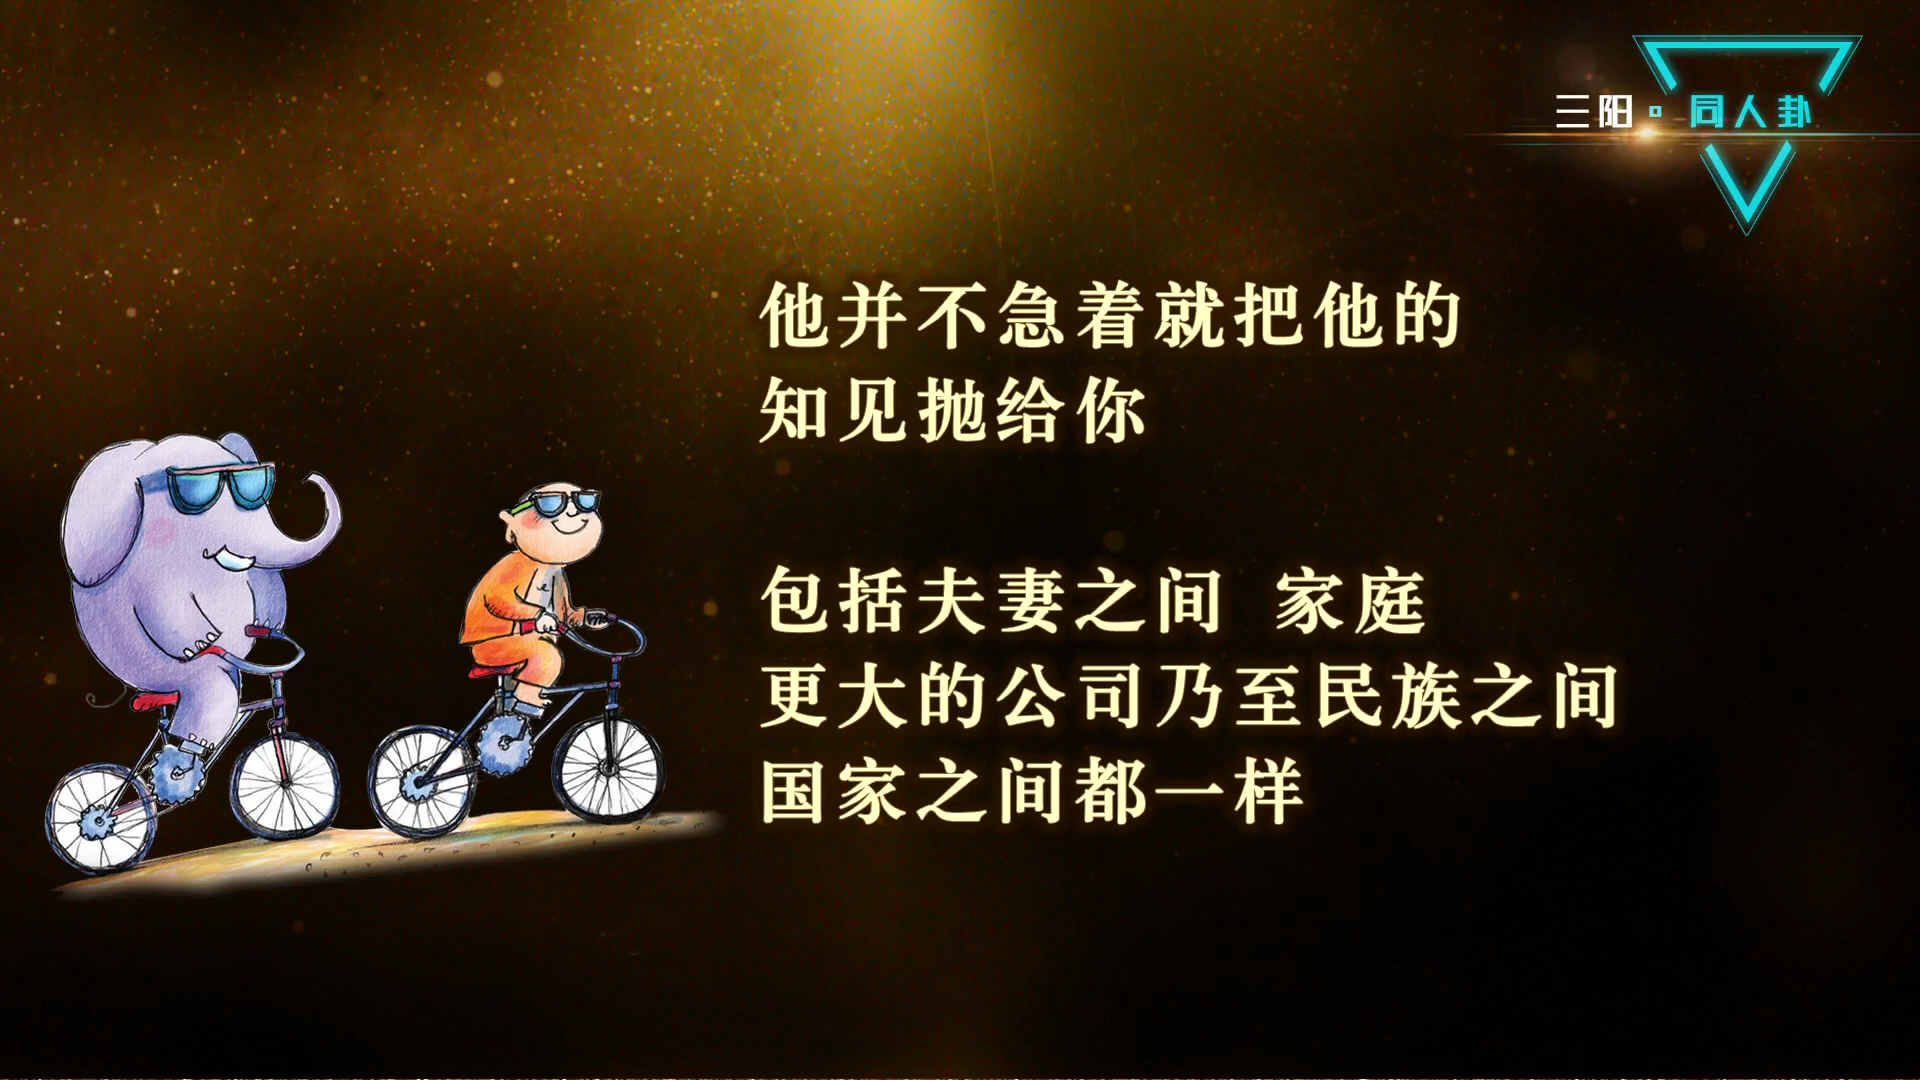 三阳·同人卦
他并不急着就把他的
知见抛给你
包括夫妻之间 家庭
更大的公司乃至民族之间
国家之间都一样